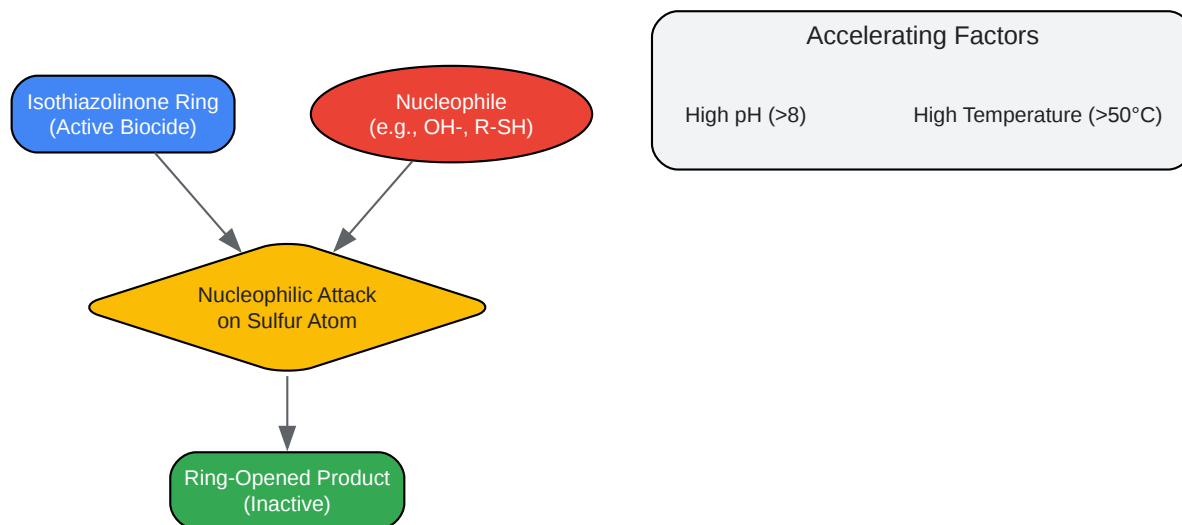 Accelerating Factors
Isothiazolinone Ring
(Active Biocide)
Nucleophile
(e.g., OH-, R-SH)
High pH (>8)
High Temperature (>50°C)
Nucleophilic Attack
on Sulfur Atom
Ring-Opened Product
(Inactive)